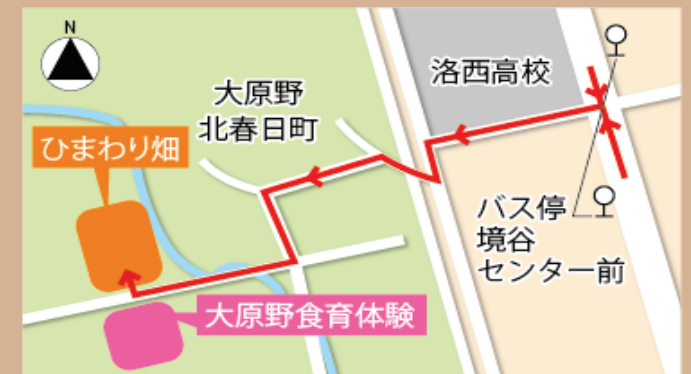 N
大原野
北春日町
洛西高校
ひまわり畑
バス停
境谷
センター前
大原野食育体験